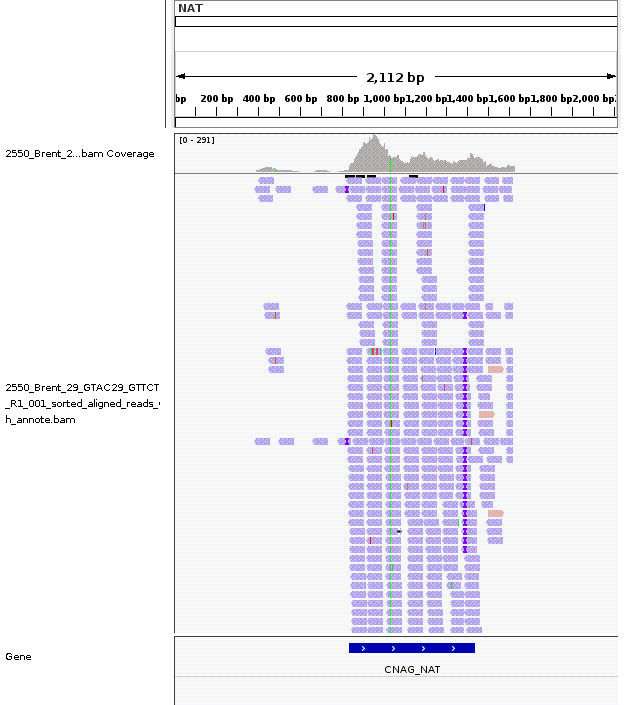 NAT
2,112 bp
bp 200 bp 400 bp 600 bp 800 bp 1,000 bp 1,200 bp 1,400 bp 1,600 bp 1,800 bp 2,000 bp
[0 - 291]
2550_Brent_2...bam Coverage
2550_Brent_29_GTAC29_GTTCT
_R1_001_sorted_aligned_reads_
h_annote.bam
Gene
CNAG_NAT